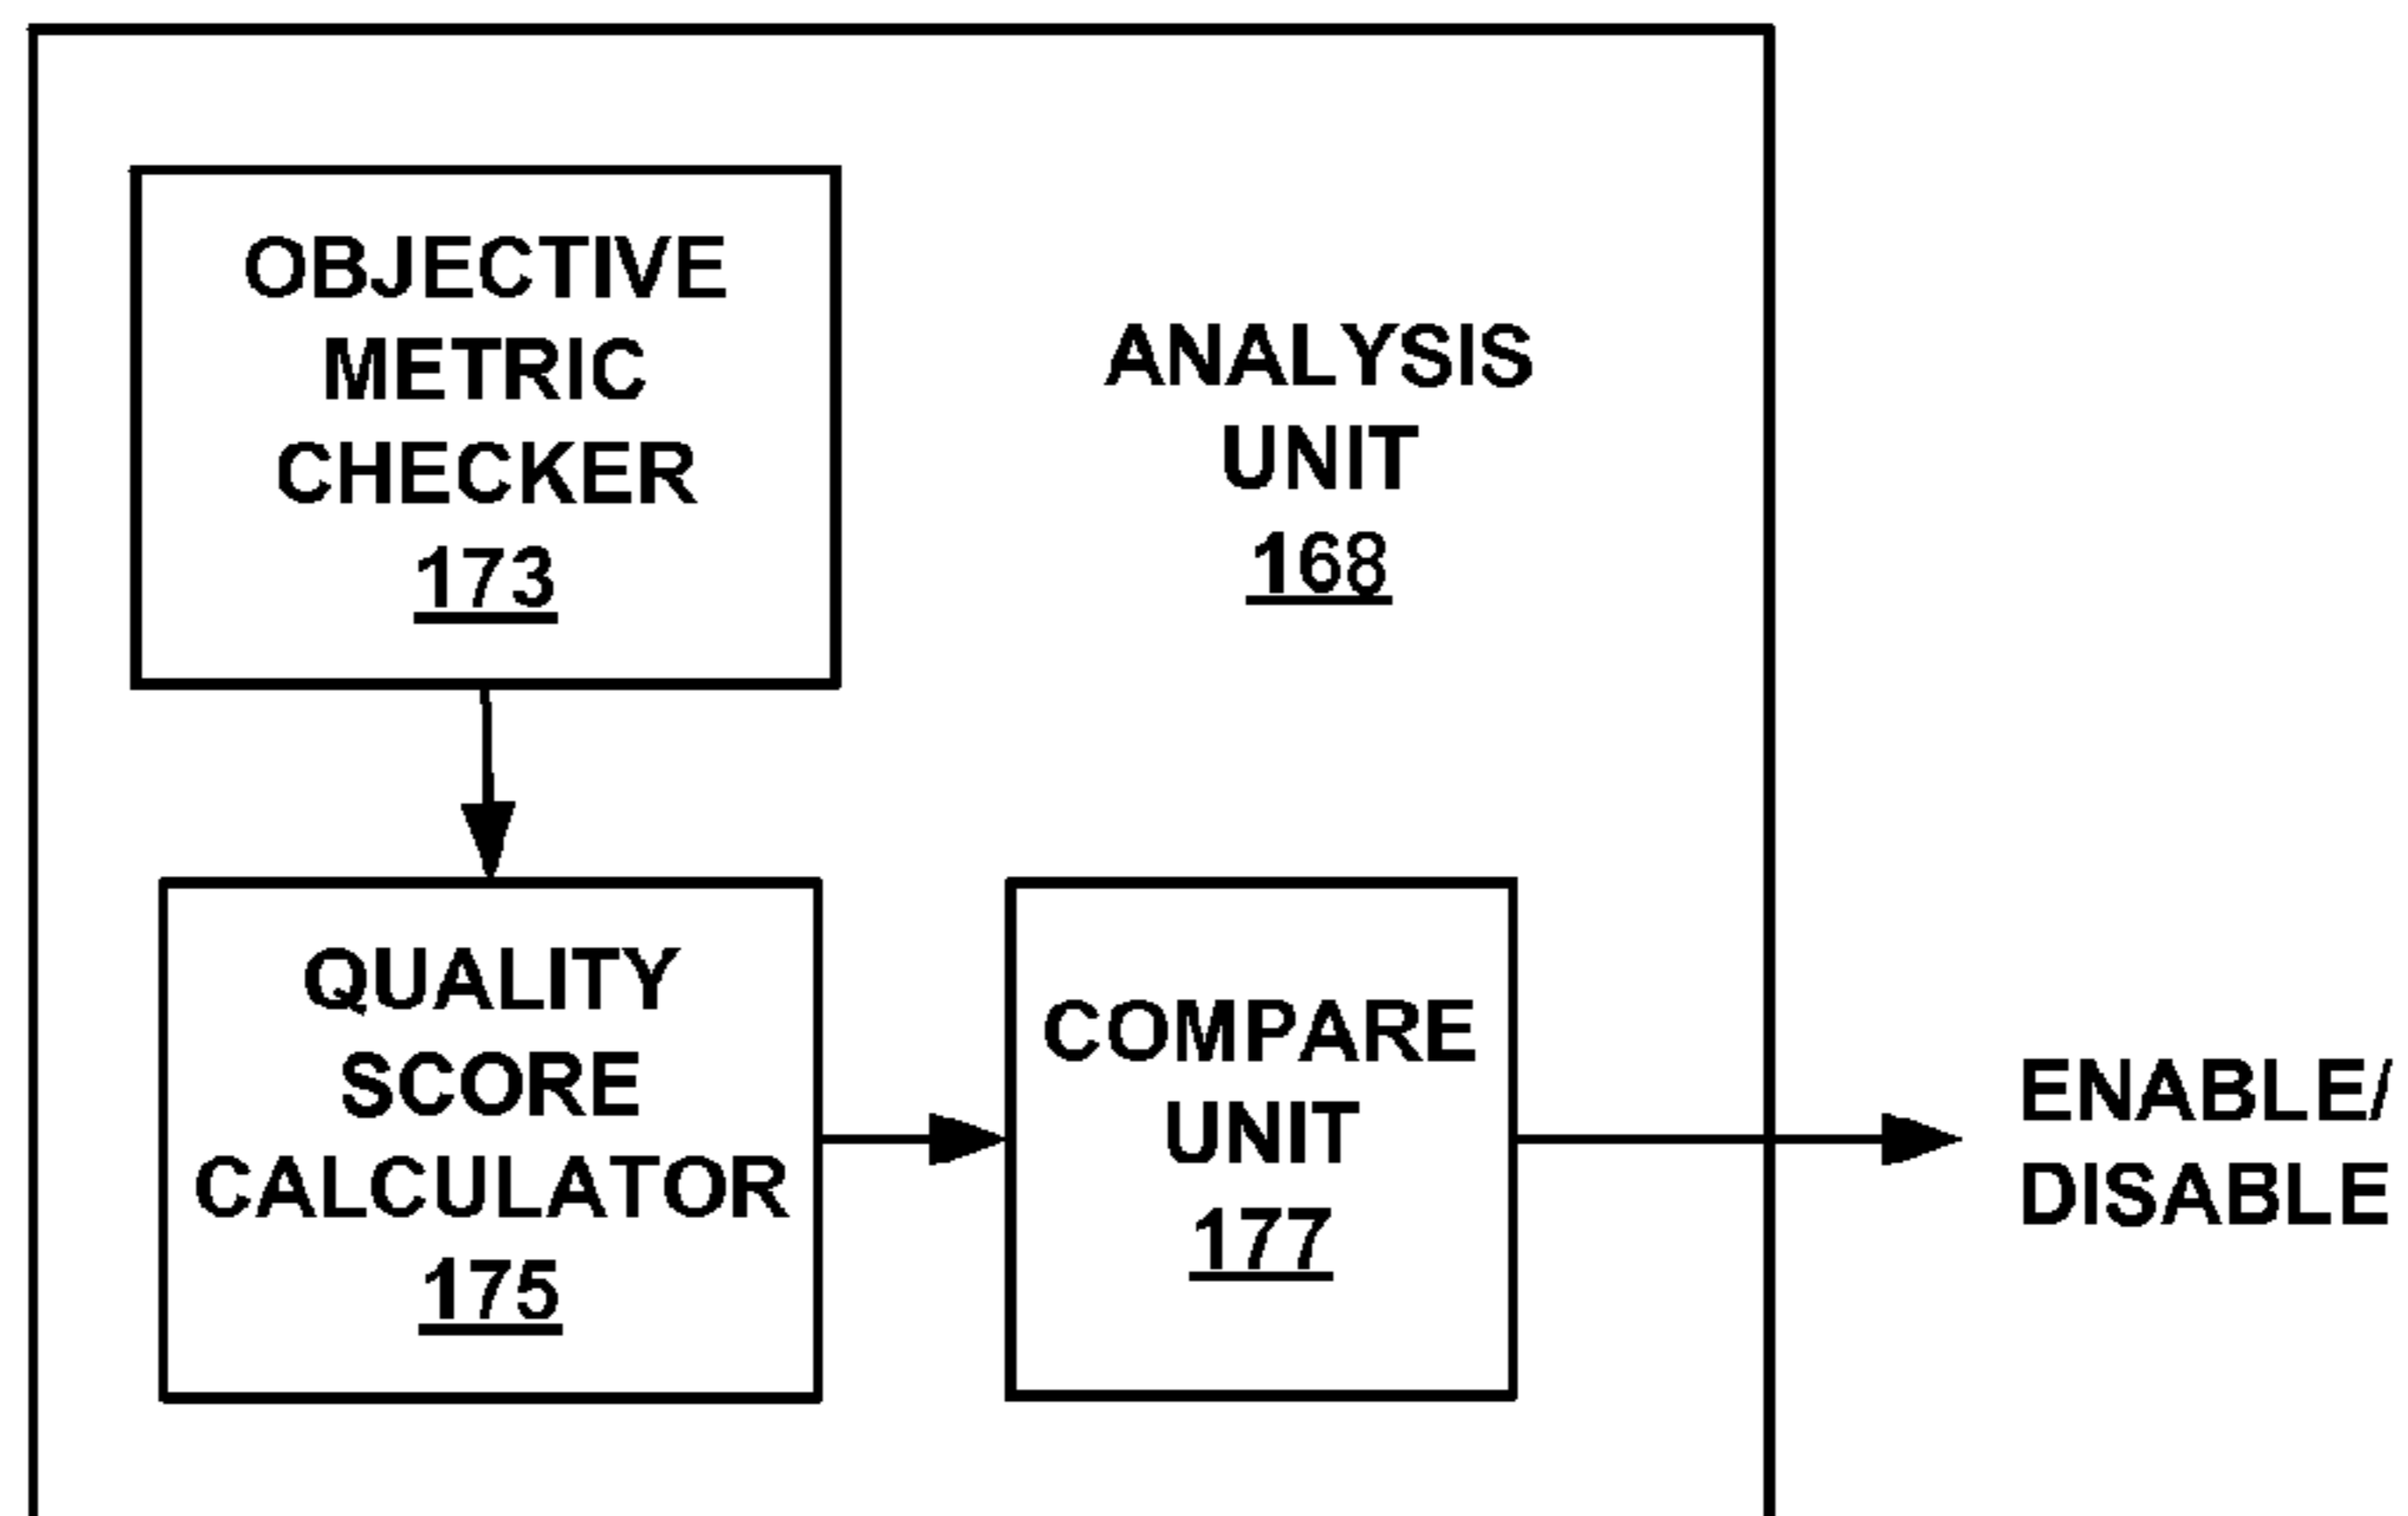 OBJECTIVE
METRIC
CHECKER
173
ANALYSIS
UNIT
168
QUALITY
SCORE
CALCULATOR
175
COMPARE
UNIT
177
ENABLE/
DISABLE